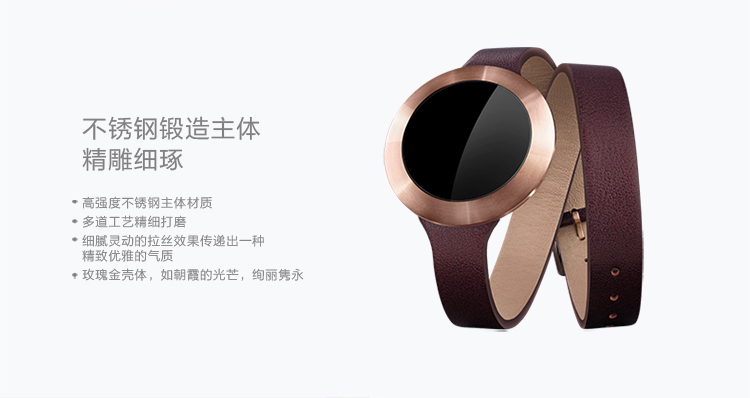 不锈钢锻造主体
精雕细琢
高强度不锈钢主体材质
多道工艺精细打磨
细腻灵动的拉丝效果传递出一种
精致优雅的气质
玫瑰金壳体，如朝霞的光芒，绚丽隽永